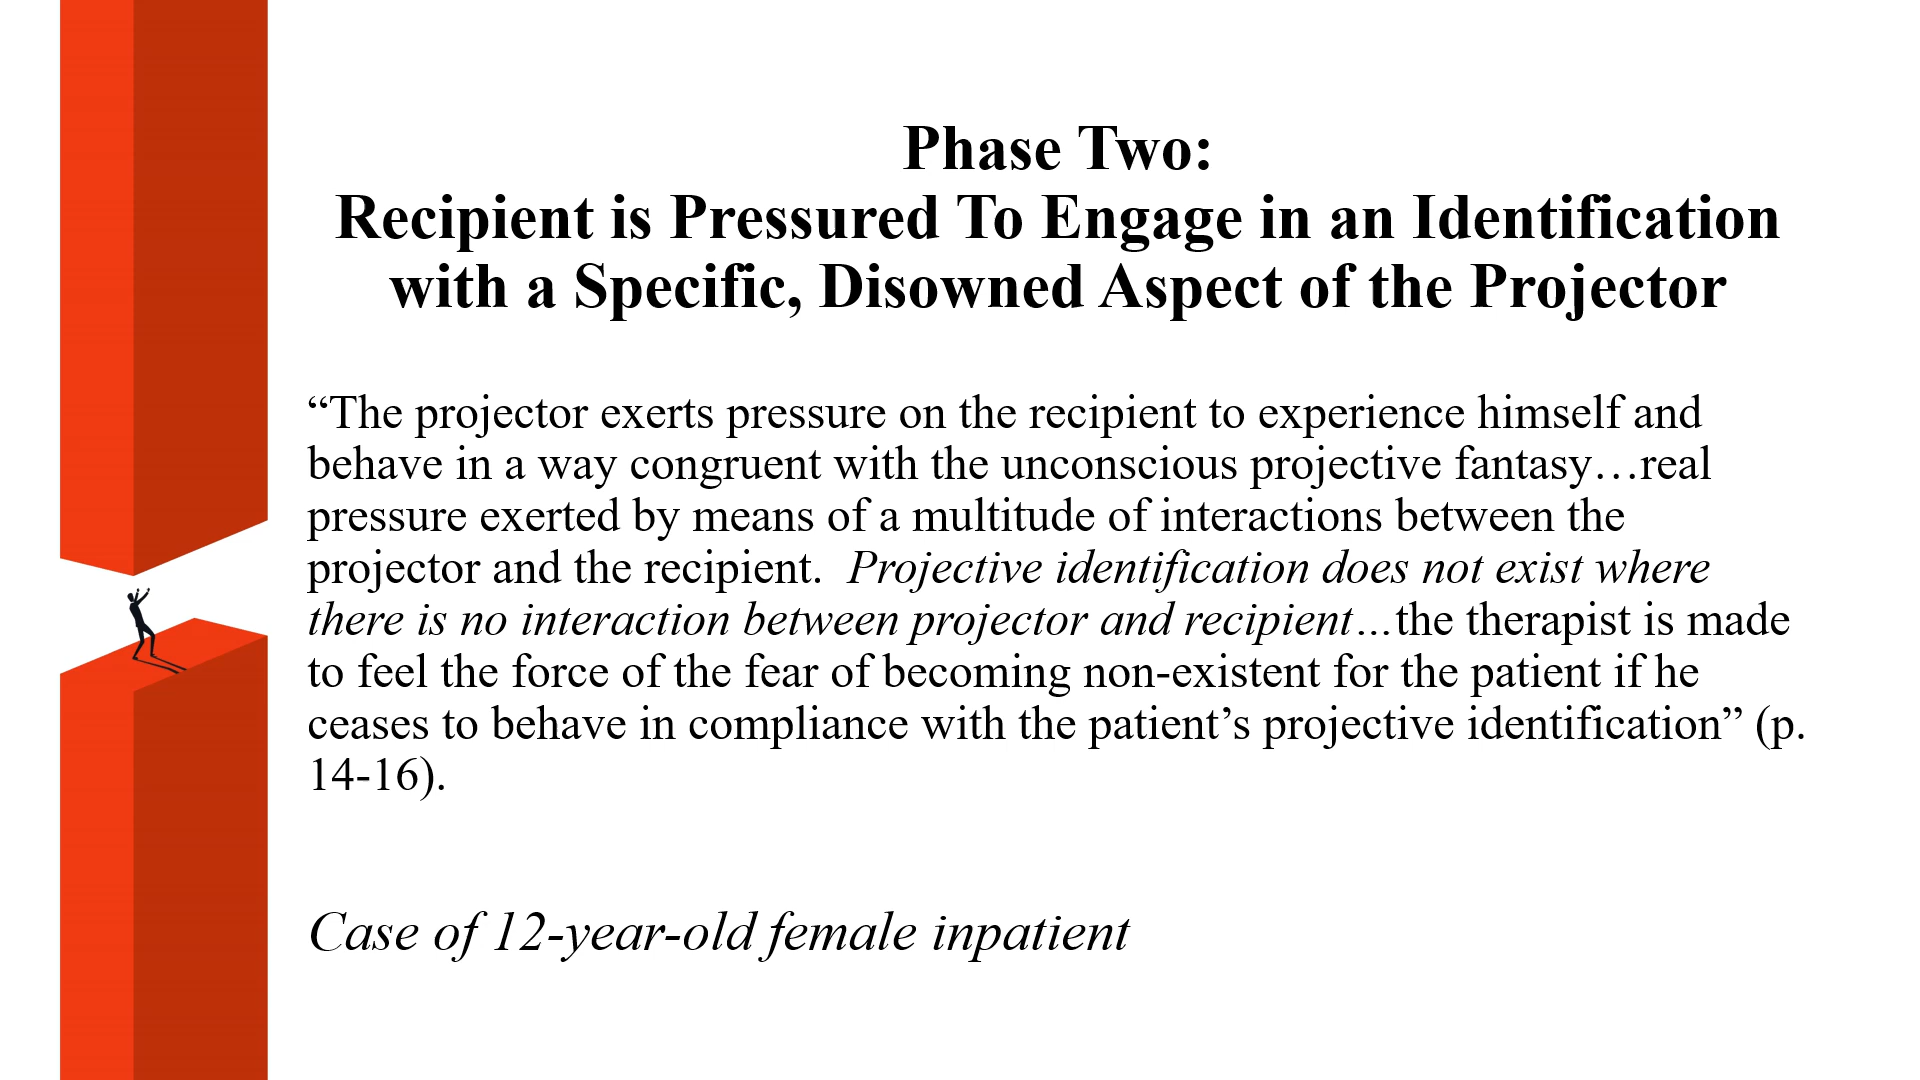 Phase Two:
Recipient is Pressured To Engage in an Identification
with a Specific, Disowned Aspect of the Projector
“The projector exerts pressure on the recipient to experience himself and
behave in a way congruent with the unconscious projective fantasy…real
pressure exerted by means of a multitude of interactions between the
projector and the recipient.  Projective identification does not exist where
there is no interaction between projector and recipient…the therapist is made
to feel the force of the fear of becoming non-existent for the patient if he
ceases to behave in compliance with the patient’s projective identification” (p.
14-16).
Case of 12-year-old female inpatient